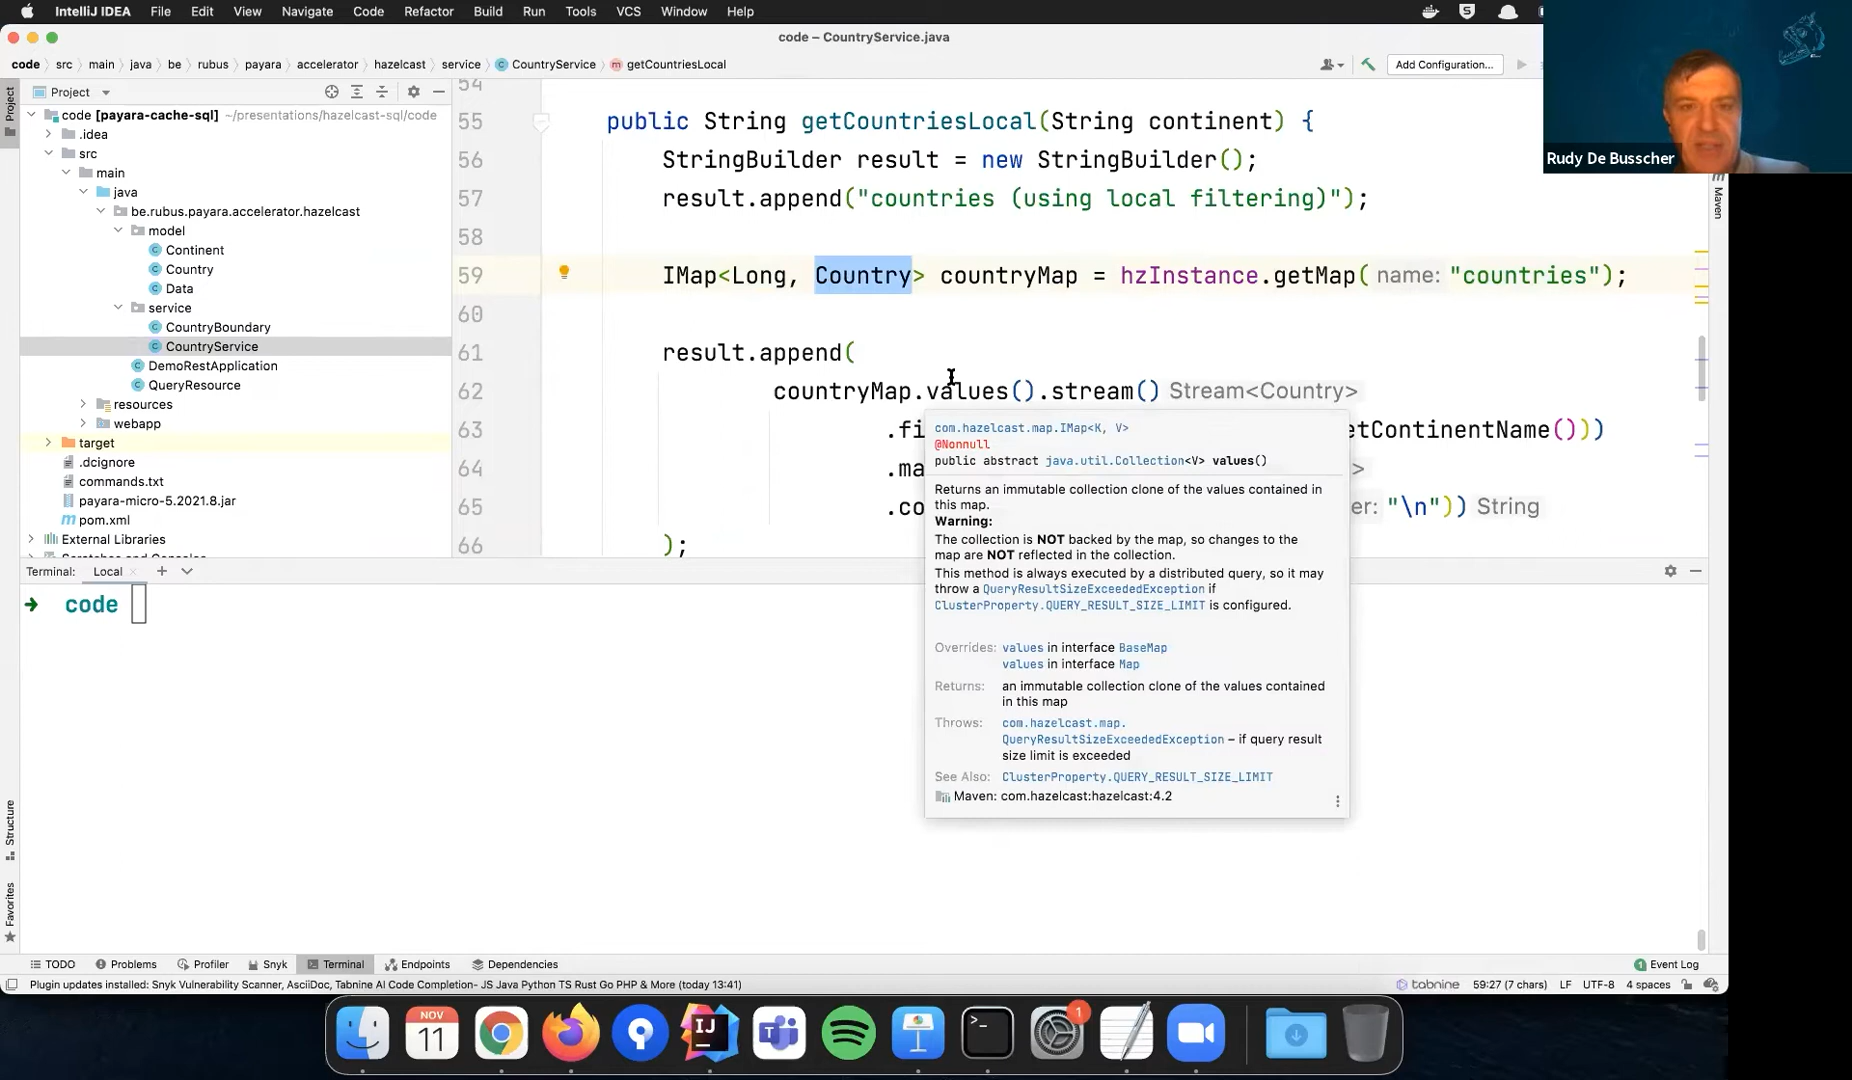 IntelliJ IDEA File Edit View Navigate Code Refactor Build Run Tools VCS Window Help
code – CountryService.java
code src main java be rubus payara accelerator hazelcast service CountryService getCountriesLocal
Add Configuration...
Rudy De Busscher
Project
Project
code [payara-cache-sql] ~/presentations/hazelcast-sql/code
.idea
src
main
java
be.rubus.payara.accelerator.hazelcast
model
Continent
Country
Data
service
CountryBoundary
CountryService
DemoRestApplication
QueryResource
resources
webapp
target
.dcignore
commands.txt
payara-micro-5.2021.8.jar
pom.xml
External Libraries
Scratches and Consoles
54
55 public String getCountriesLocal(String continent) {
56 StringBuilder result = new StringBuilder();
57 result.append("countries (using local filtering)");
58
59 IMap<Long, Country> countryMap = hzInstance.getMap( name: "countries");
60
61 result.append(
62 countryMap.values().stream() Stream<Country>
63 .fi etContinentName()))
64 .ma >
65 .co er: "\n")) String
66 );
com.hazelcast.map.IMap<K, V>
@Nonnull
public abstract java.util.Collection<V> values()
Returns an immutable collection clone of the values contained in
this map.
Warning:
The collection is NOT backed by the map, so changes to the
map are NOT reflected in the collection.
This method is always executed by a distributed query, so it may
throw a QueryResultSizeExceededException if
ClusterProperty.QUERY_RESULT_SIZE_LIMIT is configured.
Overrides: values in interface BaseMap
values in interface Map
Returns: an immutable collection clone of the values contained
in this map
Throws: com.hazelcast.map.
QueryResultSizeExceededException – if query result
size limit is exceeded
See Also: ClusterProperty.QUERY_RESULT_SIZE_LIMIT
Maven: com.hazelcast:hazelcast:4.2
Maven
Terminal: Local
code
Structure
Favorites
TODO Problems Profiler Snyk Terminal Endpoints Dependencies
1 Event Log
Plugin updates installed: Snyk Vulnerability Scanner, AsciiDoc, Tabnine AI Code Completion- JS Java Python TS Rust Go PHP & More (today 13:41)
tabnine 59:27 (7 chars) LF UTF-8 4 spaces
NOV
11
IJ
1